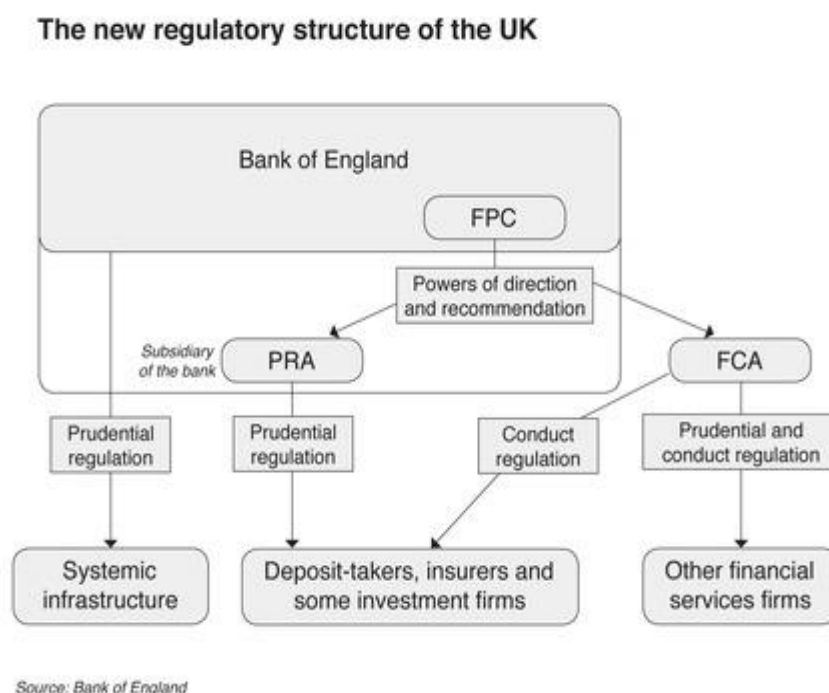 The new regulatory structure of the UK
Bank of England
FPC
Powers of direction
and recommendation
Subsidiary
of the bank
PRA
FCA
Prudential
regulation
Prudential
regulation
Conduct
regulation
Prudential and
conduct regulation
Systemic
infrastructure
Deposit-takers, insurers and
some investment firms
Other financial
services firms
Source: Bank of England